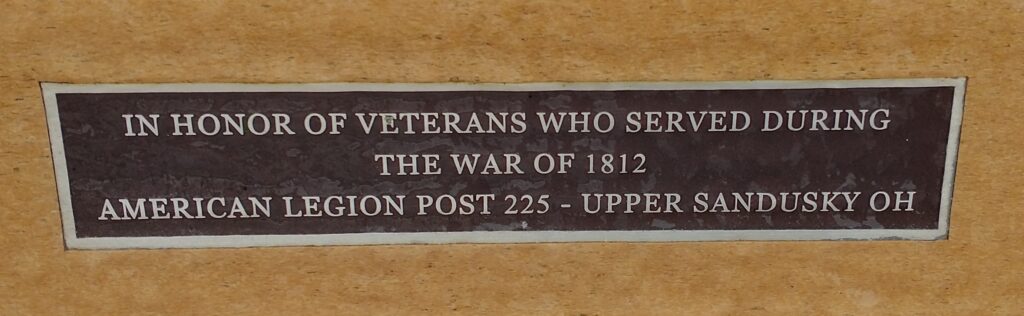 IN HONOR OF VETERANS WHO SERVED DURING
THE WAR OF 1812
AMERICAN LEGION POST 225 - UPPER SANDUSKY OH